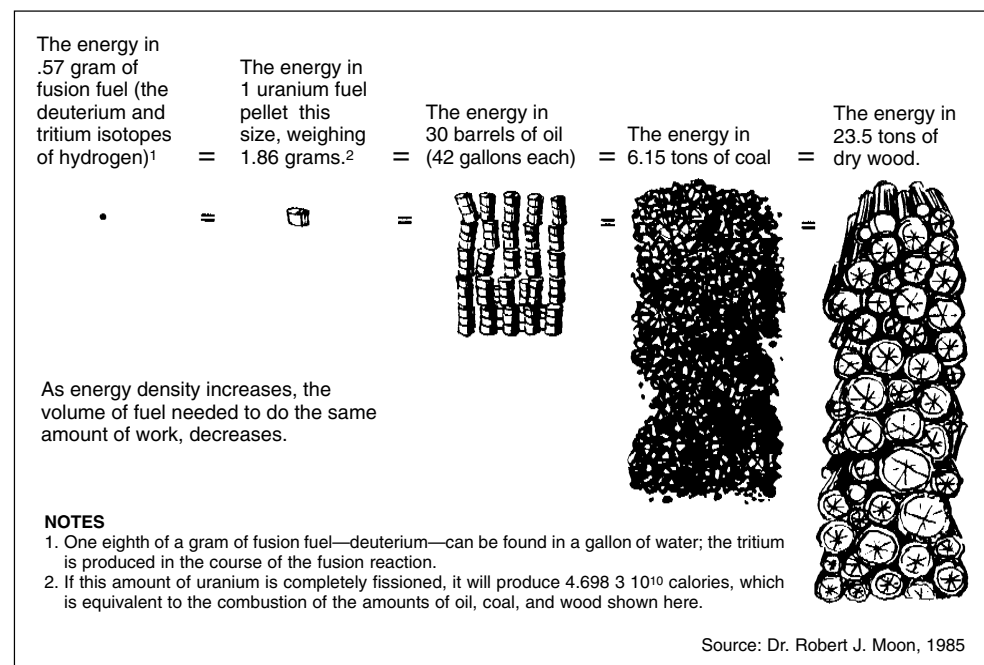 The energy in
.57 gram of
fusion fuel (the
deuterium and
tritium isotopes
of hydrogen)¹
=
The energy in
1 uranium fuel
pellet this
size, weighing
1.86 grams.²
=
The energy in
30 barrels of oil
(42 gallons each)
=
The energy in
6.15 tons of coal
=
The energy in
23.5 tons of
dry wood.
= = = =
As energy density increases, the
volume of fuel needed to do the same
amount of work, decreases.
NOTES
1. One eighth of a gram of fusion fuel—deuterium—can be found in a gallon of water; the tritium
is produced in the course of the fusion reaction.
2. If this amount of uranium is completely fissioned, it will produce 4.698 3 10¹⁰ calories, which
is equivalent to the combustion of the amounts of oil, coal, and wood shown here.
Source: Dr. Robert J. Moon, 1985